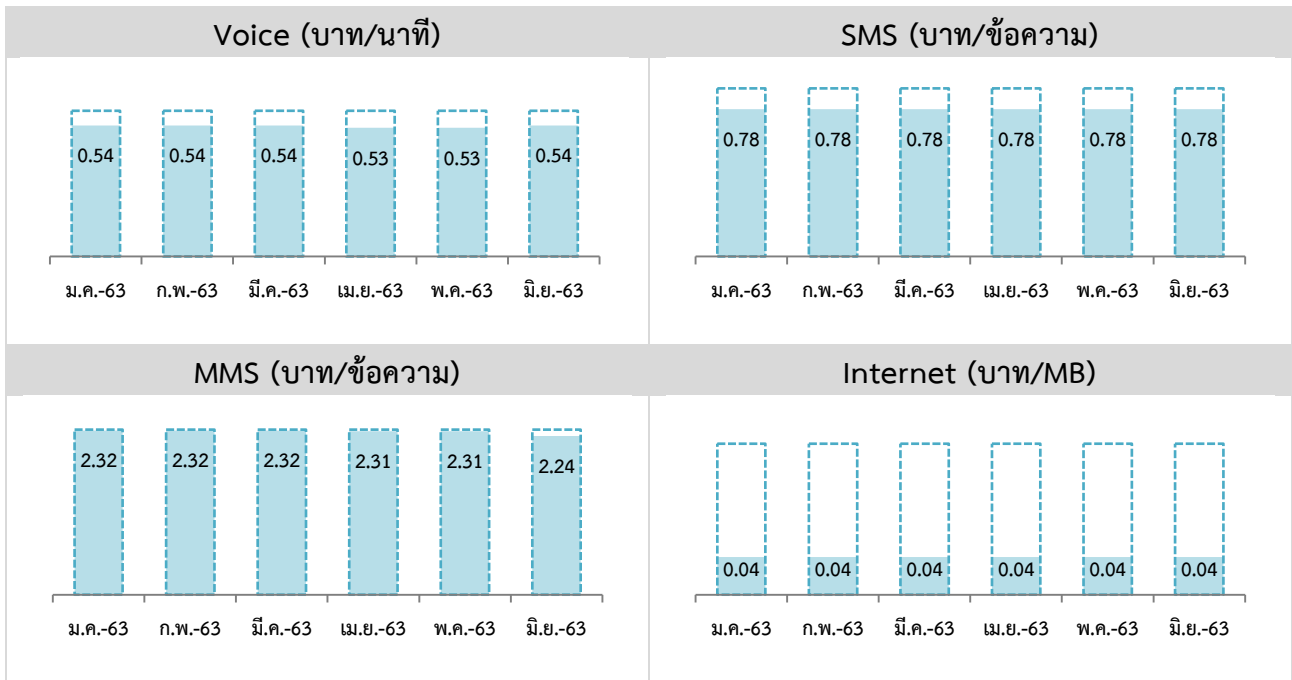 Voice (บาท/นาที)
0.54 0.54 0.54 0.53 0.53 0.54
ม.ค.-63 ก.พ.-63 มี.ค.-63 เม.ย.-63 พ.ค.-63 มิ.ย.-63
SMS (บาท/ข้อความ)
0.78 0.78 0.78 0.78 0.78 0.78
ม.ค.-63 ก.พ.-63 มี.ค.-63 เม.ย.-63 พ.ค.-63 มิ.ย.-63
MMS (บาท/ข้อความ)
2.32 2.32 2.32 2.31 2.31 2.24
ม.ค.-63 ก.พ.-63 มี.ค.-63 เม.ย.-63 พ.ค.-63 มิ.ย.-63
Internet (บาท/MB)
0.04 0.04 0.04 0.04 0.04 0.04
ม.ค.-63 ก.พ.-63 มี.ค.-63 เม.ย.-63 พ.ค.-63 มิ.ย.-63